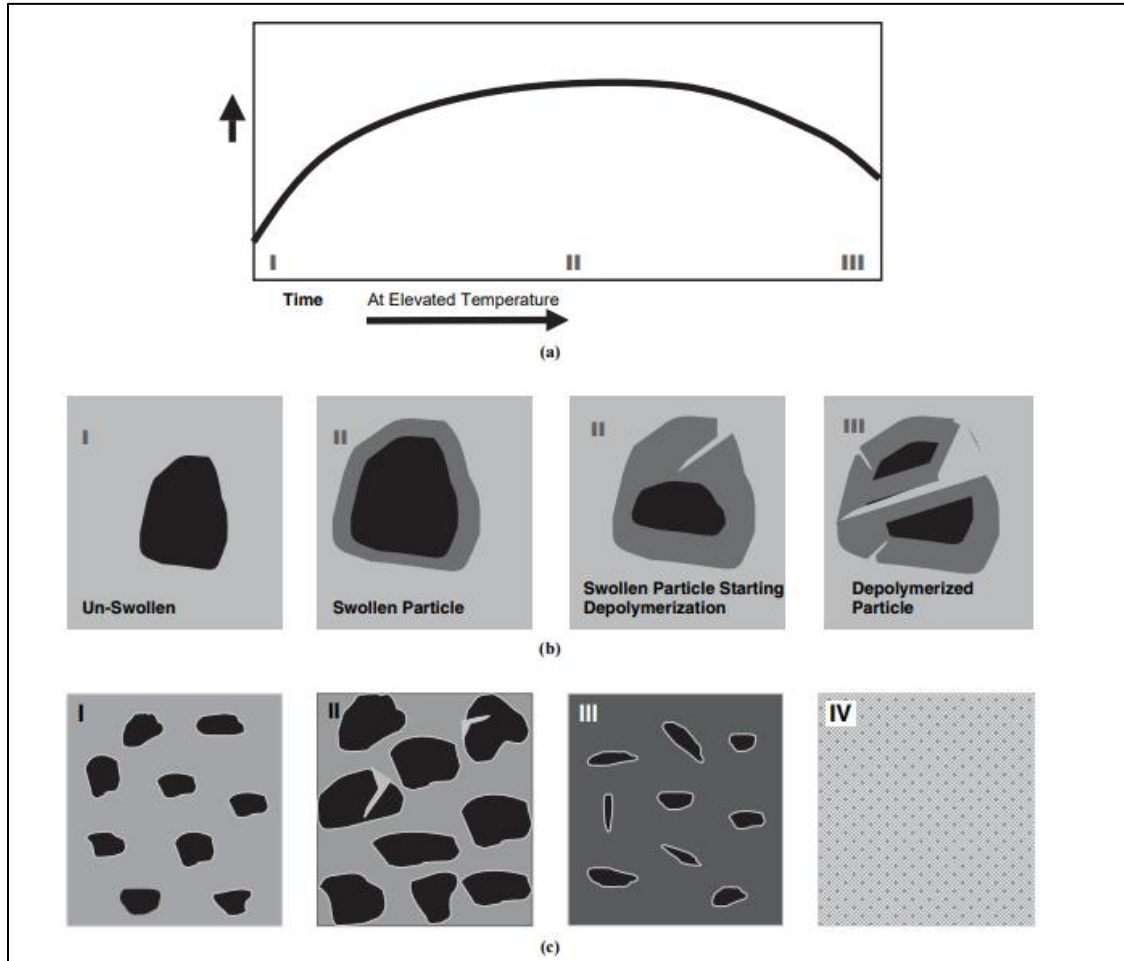 I II III
Time At Elevated Temperature
(a)
I II II III
Un-Swollen
Swollen Particle
Swollen Particle Starting
Depolymerization
Depolymerized
Particle
(b)
I II III IV
(c)